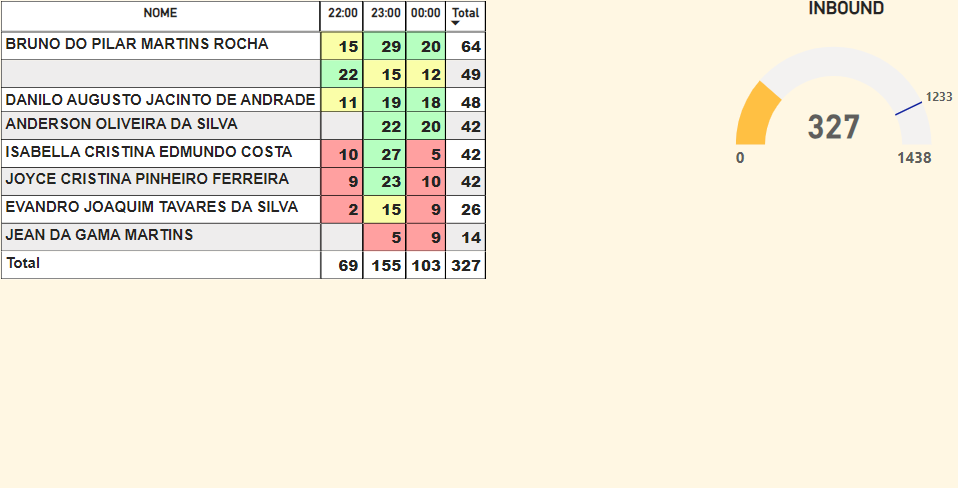 NOME 22:00 23:00 00:00 Total
BRUNO DO PILAR MARTINS ROCHA 15 29 20 64
22 15 12 49
DANILO AUGUSTO JACINTO DE ANDRADE 11 19 18 48
ANDERSON OLIVEIRA DA SILVA 22 20 42
ISABELLA CRISTINA EDMUNDO COSTA 10 27 5 42
JOYCE CRISTINA PINHEIRO FERREIRA 9 23 10 42
EVANDRO JOAQUIM TAVARES DA SILVA 2 15 9 26
JEAN DA GAMA MARTINS 5 9 14
Total 69 155 103 327
INBOUND
1233
327
0 1438